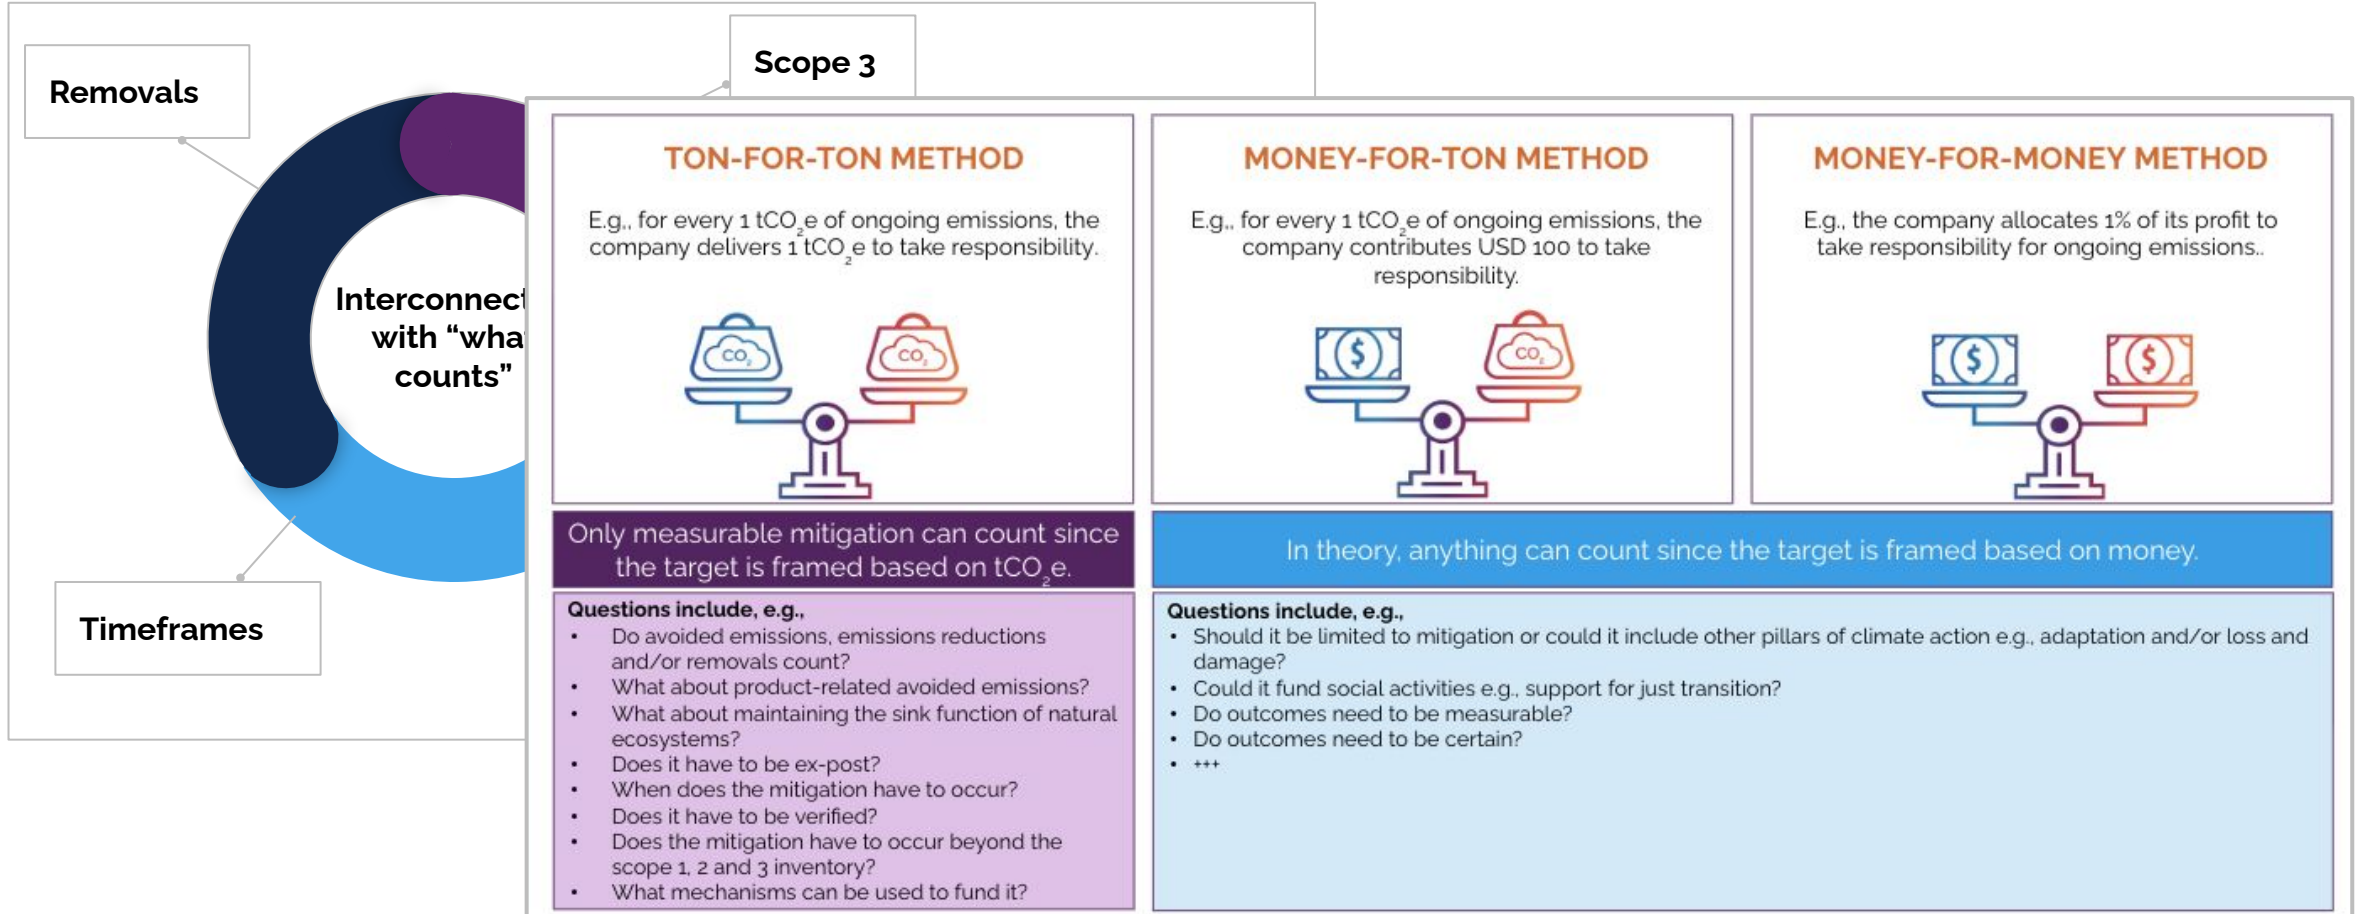 Removals
Scope 3
Interconnect
with “wha
counts”
Timeframes
TON-FOR-TON METHOD
E.g., for every 1 tCO₂e of ongoing emissions, the
company delivers 1 tCO₂e to take responsibility.
CO₂
CO₂
MONEY-FOR-TON METHOD
E.g., for every 1 tCO₂e of ongoing emissions, the
company contributes USD 100 to take
responsibility.
$
CO₂
MONEY-FOR-MONEY METHOD
E.g., the company allocates 1% of its profit to
take responsibility for ongoing emissions..
$
$
Only measurable mitigation can count since
the target is framed based on tCO₂e.
In theory, anything can count since the target is framed based on money.
Questions include, e.g.,
• Do avoided emissions, emissions reductions
and/or removals count?
• What about product-related avoided emissions?
• What about maintaining the sink function of natural
ecosystems?
• Does it have to be ex-post?
• When does the mitigation have to occur?
• Does it have to be verified?
• Does the mitigation have to occur beyond the
scope 1, 2 and 3 inventory?
• What mechanisms can be used to fund it?
Questions include, e.g.,
• Should it be limited to mitigation or could it include other pillars of climate action e.g., adaptation and/or loss and
damage?
• Could it fund social activities e.g., support for just transition?
• Do outcomes need to be measurable?
• Do outcomes need to be certain?
• +++